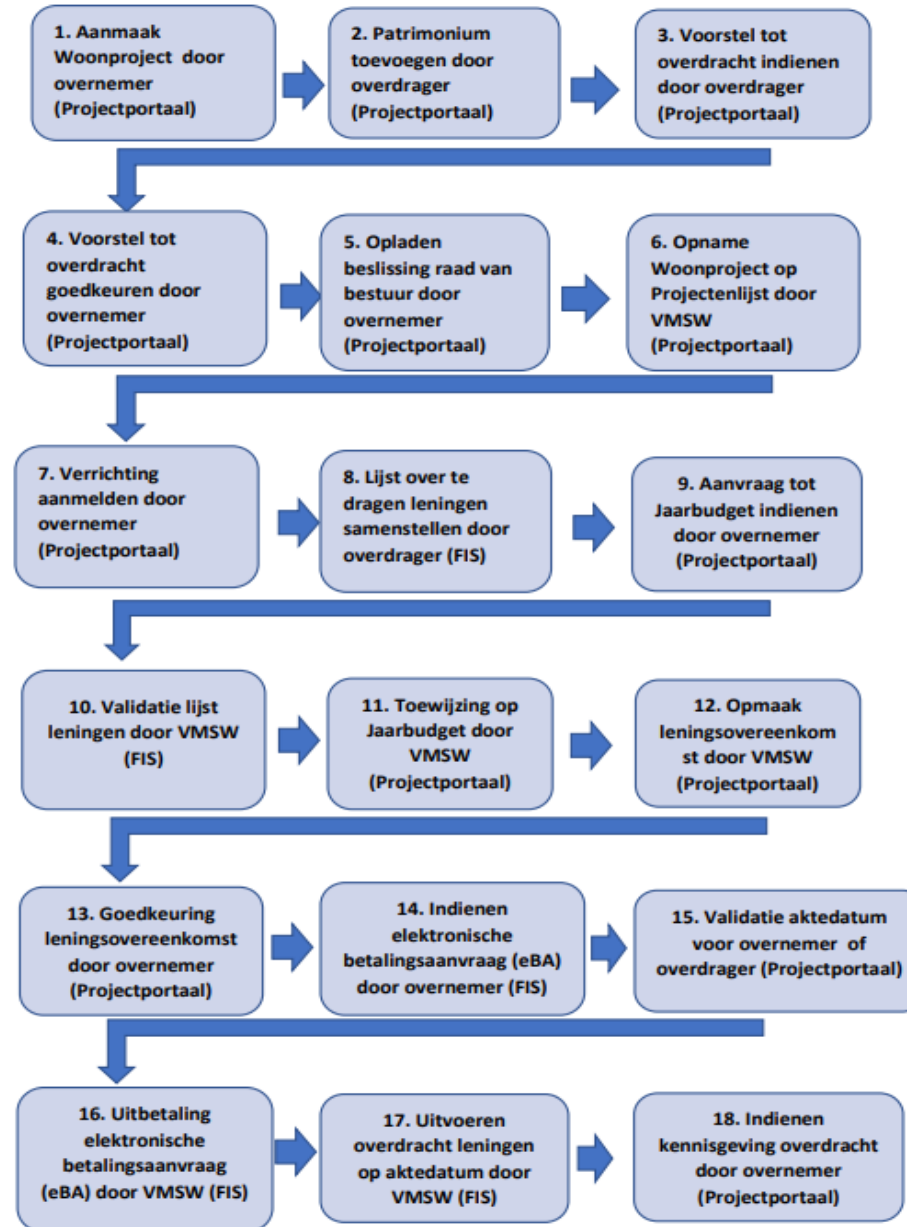 1. Aanmaak
Woonproject door
overnemer
(Projectportaal)
2. Patrimonium
toevoegen door
overdrager
(Projectportaal)
3. Voorstel tot
overdracht indienen
door overdrager
(Projectportaal)
4. Voorstel tot
overdracht
goedkeuren door
overnemer
(Projectportaal)
5. Opladen
beslissing raad van
bestuur door
overnemer
(Projectportaal)
6. Opname
Woonproject op
Projectenlijst door
VMSW
(Projectportaal)
7. Verrichting
aanmelden door
overnemer
(Projectportaal)
8. Lijst over te
dragen leningen
samenstellen door
overdrager (FIS)
9. Aanvraag tot
Jaarbudget indienen
door overnemer
(Projectportaal)
10. Validatie lijst
leningen door VMSW
(FIS)
11. Toewijzing op
Jaarbudget door
VMSW
(Projectportaal)
12. Opmaak
leningsovereenkom
st door VMSW
(Projectportaal)
13. Goedkeuring
leningsovereenkomst
door overnemer
(Projectportaal)
14. Indienen
elektronische
betalingsaanvraag (eBA)
door overnemer (FIS)
15. Validatie aktedatum
voor overnemer of
overdrager (Projectportaal)
16. Uitbetaling
elektronische
betalingsaanvraag
(eBA) door VMSW (FIS)
17. Uitvoeren
overdracht leningen
op aktedatum door
VMSW (FIS)
18. Indienen
kennisgeving overdracht
door overnemer
(Projectportaal)